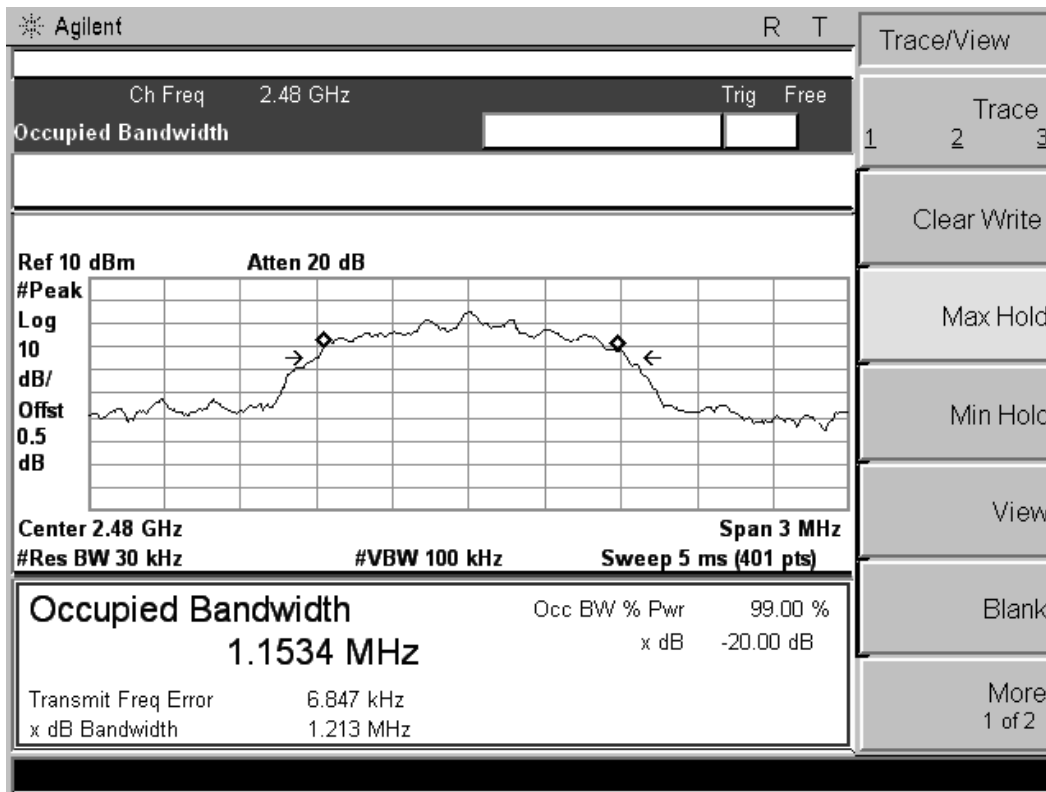 Agilent R T
Ch Freq 2.48 GHz Trig Free
Occupied Bandwidth
Ref 10 dBm Atten 20 dB
#Peak
Log
10
dB/
Offst
0.5
dB
Center 2.48 GHz Span 3 MHz
#Res BW 30 kHz #VBW 100 kHz Sweep 5 ms (401 pts)
Occupied Bandwidth
1.1534 MHz
Occ BW % Pwr 99.00 %
x dB -20.00 dB
Transmit Freq Error 6.847 kHz
x dB Bandwidth 1.213 MHz
Trace/View
Trace
1 2 3
Clear Write
Max Hold
Min Hold
View
Blank
More
1 of 2